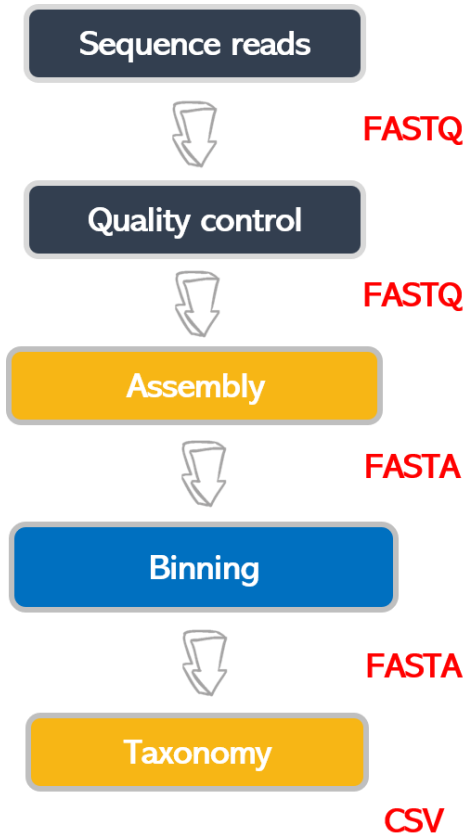 Sequence reads
FASTQ
Quality control
FASTQ
Assembly
FASTA
Binning
FASTA
Taxonomy
CSV